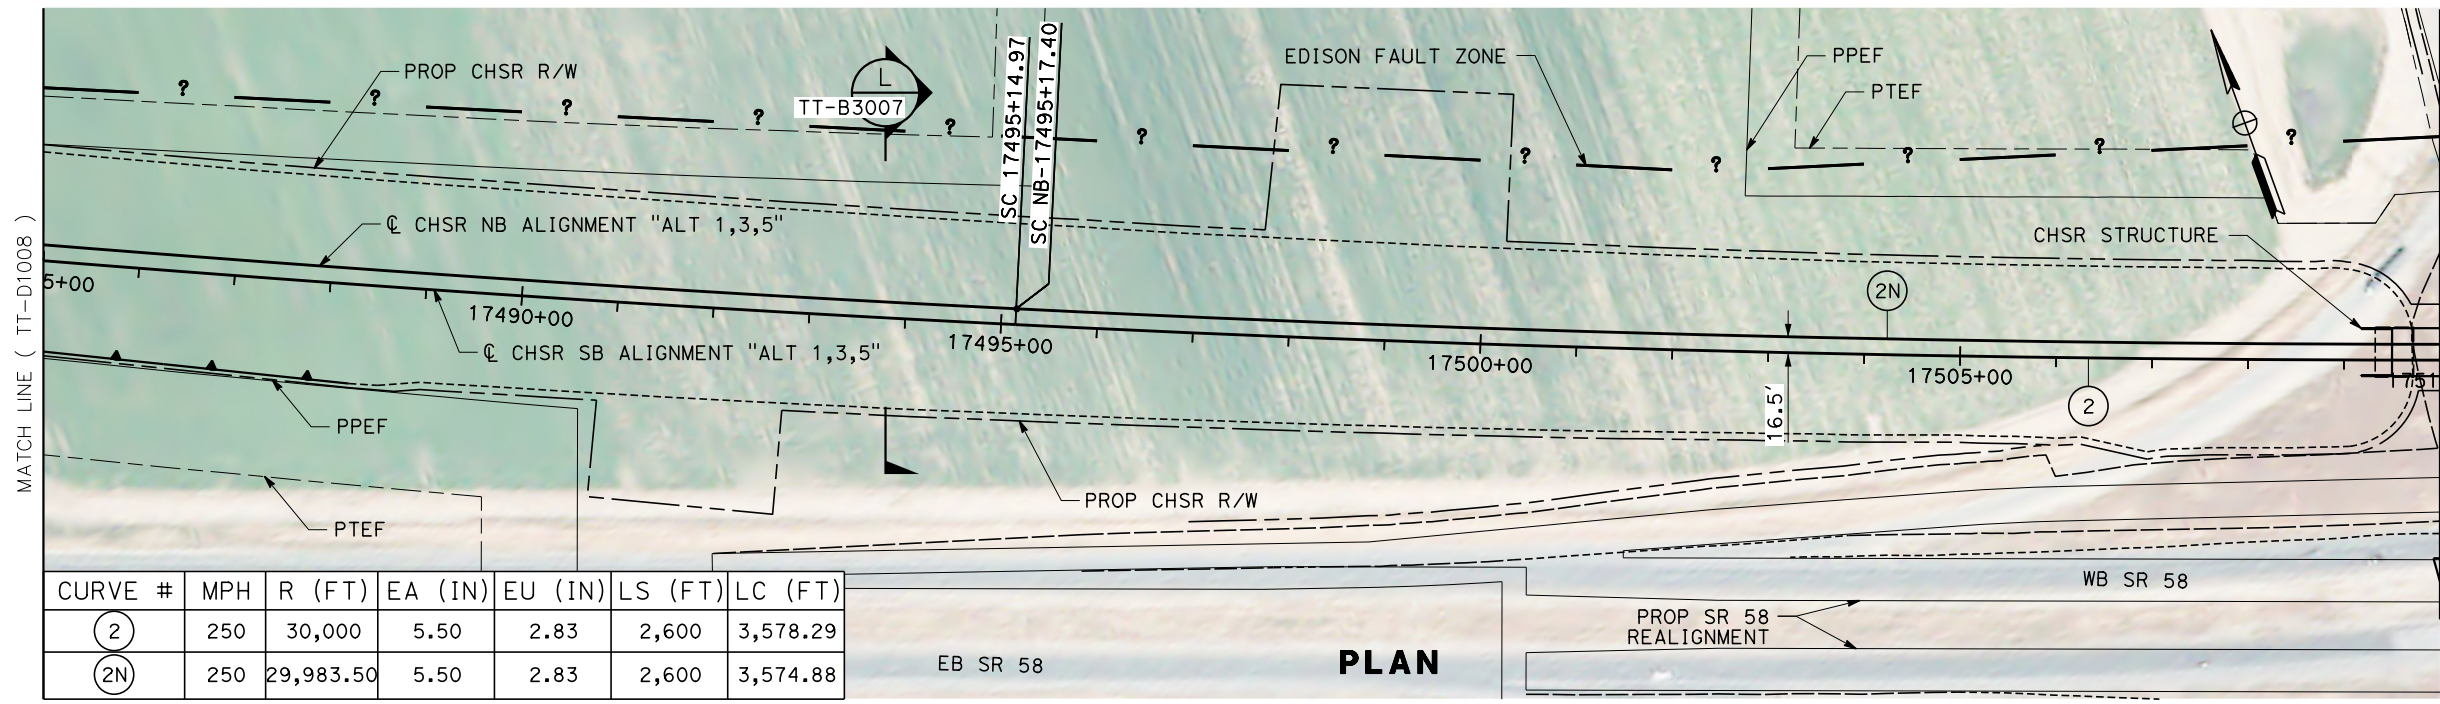 MATCH LINE ( TT-D1008 )
PROP CHSR R/W
?
?
?
?
?
?
?
?
?
?
?
?
L
TT-B3007
SC 17495+14.97
SC NB-17495+17.40
EDISON FAULT ZONE
PPEF
PTEF
℄ CHSR NB ALIGNMENT "ALT 1,3,5"
CHSR STRUCTURE
5+00
17490+00
17495+00
17500+00
17505+00
2N
2
16.5'
℄ CHSR SB ALIGNMENT "ALT 1,3,5"
PPEF
PTEF
PROP CHSR R/W
WB SR 58
PROP SR 58
REALIGNMENT
EB SR 58
PLAN
CURVE # MPH R (FT) EA (IN) EU (IN) LS (FT) LC (FT)
2 250 30,000 5.50 2.83 2,600 3,578.29
2N 250 29,983.50 5.50 2.83 2,600 3,574.88